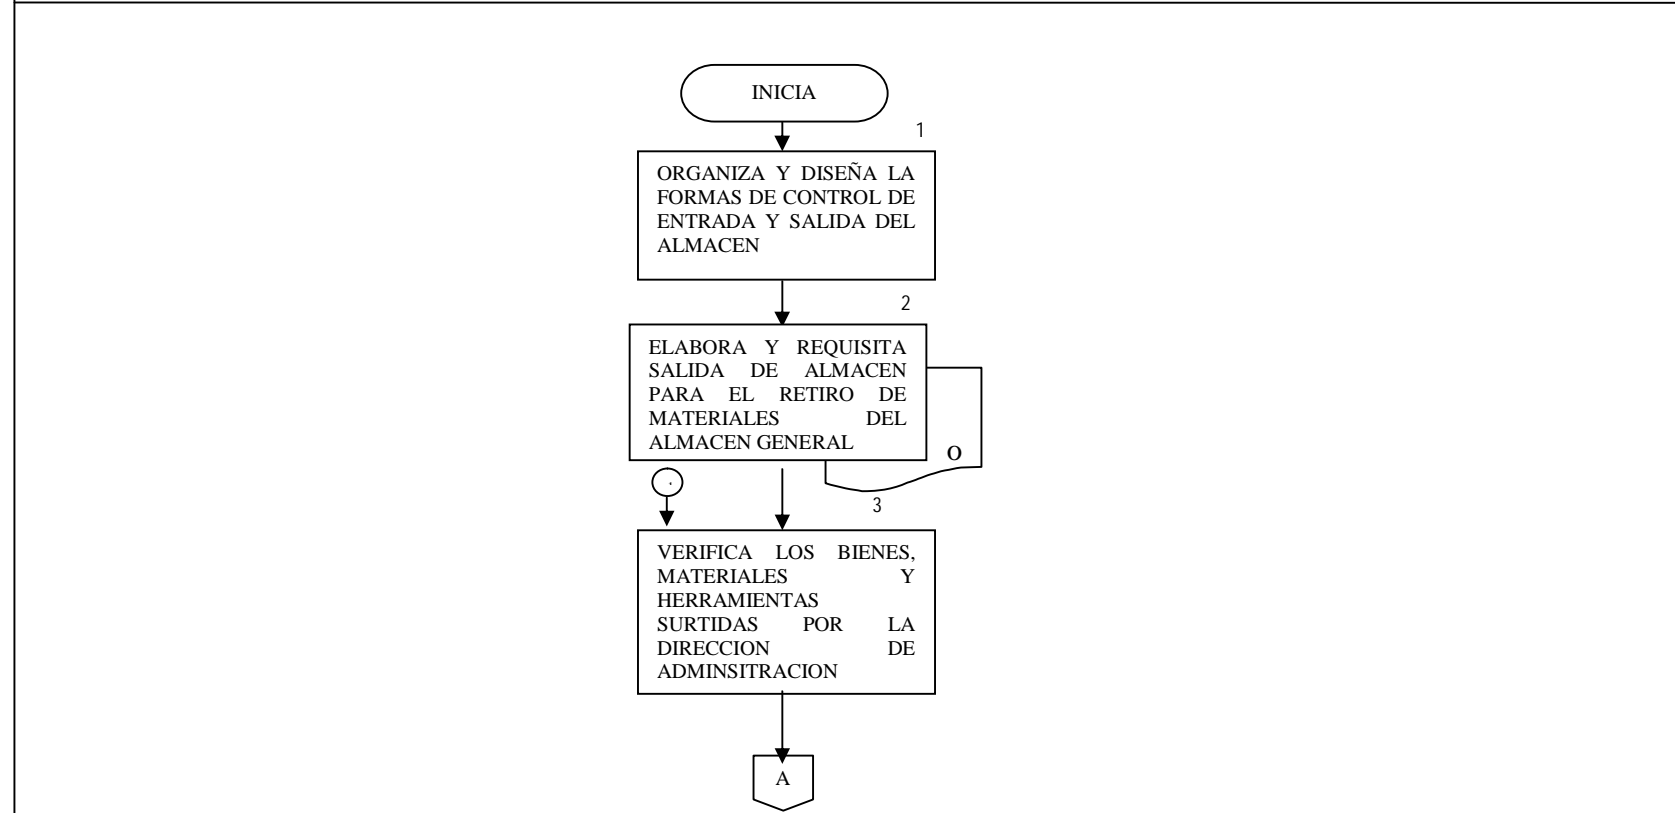 INICIA
1
ORGANIZA Y DISEÑA LA
FORMAS DE CONTROL DE
ENTRADA Y SALIDA DEL
ALMACEN
2
ELABORA Y REQUISITA
SALIDA DE ALMACEN
PARA EL RETIRO DE
MATERIALES DEL
ALMACEN GENERAL
O
3
VERIFICA LOS BIENES,
MATERIALES Y
HERRAMIENTAS
SURTIDAS POR LA
DIRECCION DE
ADMINSITRACION
A